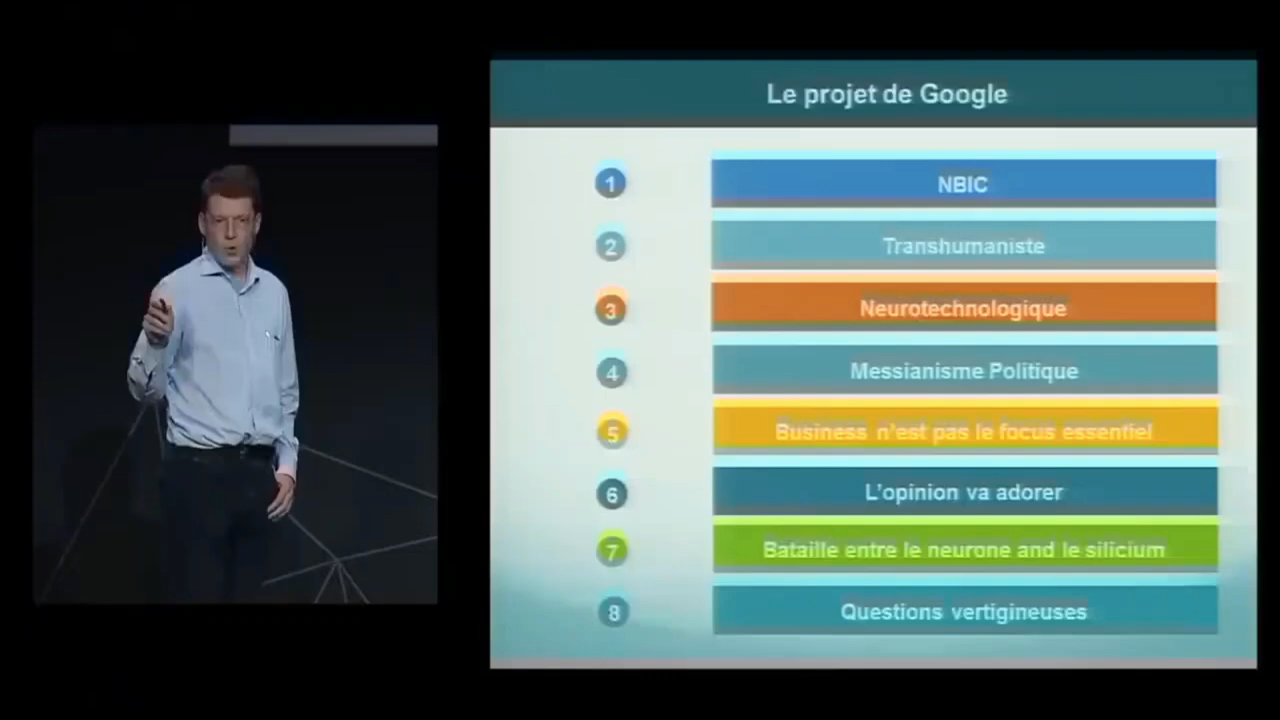 Le projet de Google
1 NBIC
2 Transhumaniste
3 Neurotechnologique
4 Messianisme Politique
5 Business n'est pas le focus essentiel
6 L'opinion va adorer
7 Bataille entre le neurone and le silicium
8 Questions vertigineuses